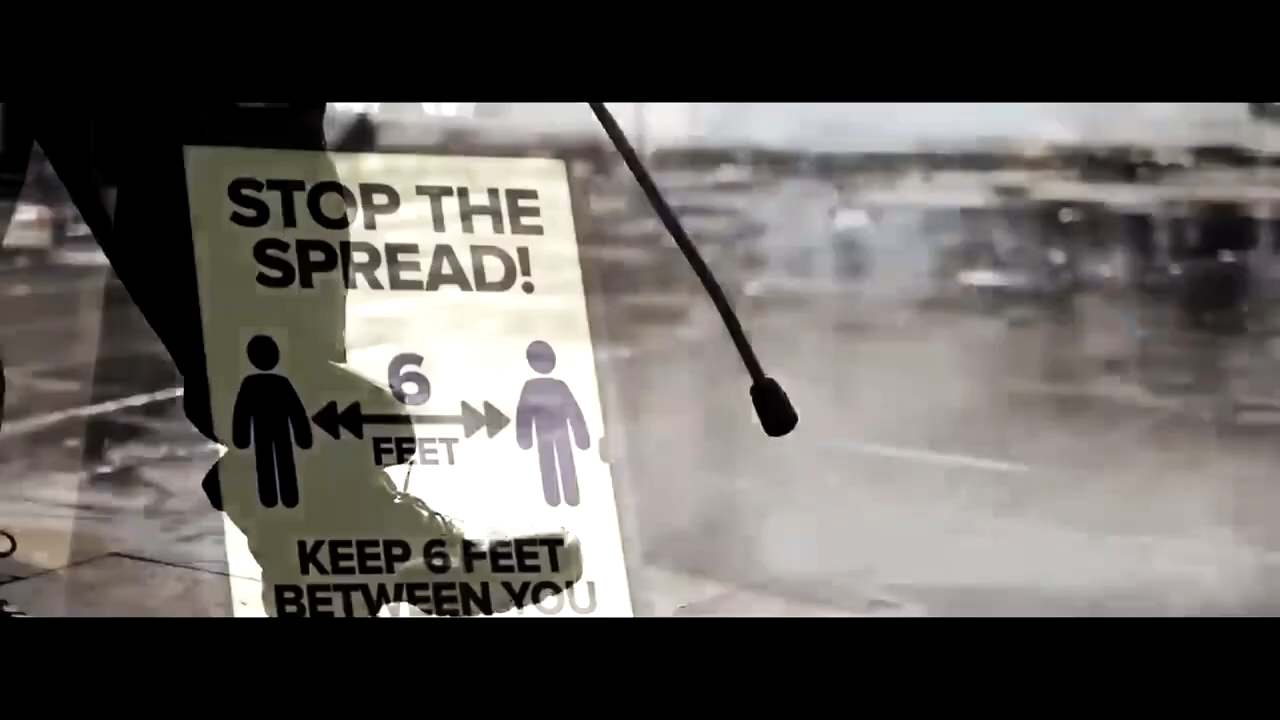 STOP THE
SPREAD!
6
FEET
KEEP 6 FEET
BETWEEN YOU